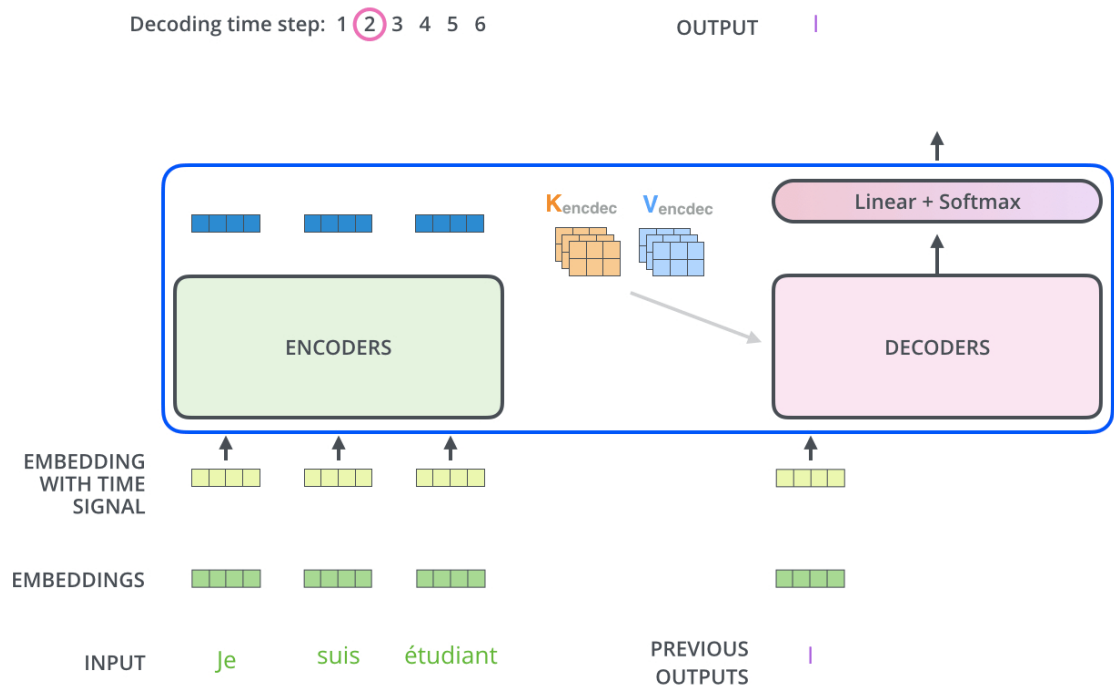 Decoding time step: 1 2 3 4 5 6
OUTPUT
I
Kencdec
Vencdec
Linear + Softmax
ENCODERS
DECODERS
EMBEDDING
WITH TIME
SIGNAL
EMBEDDINGS
INPUT
Je suis étudiant
PREVIOUS
OUTPUTS
I